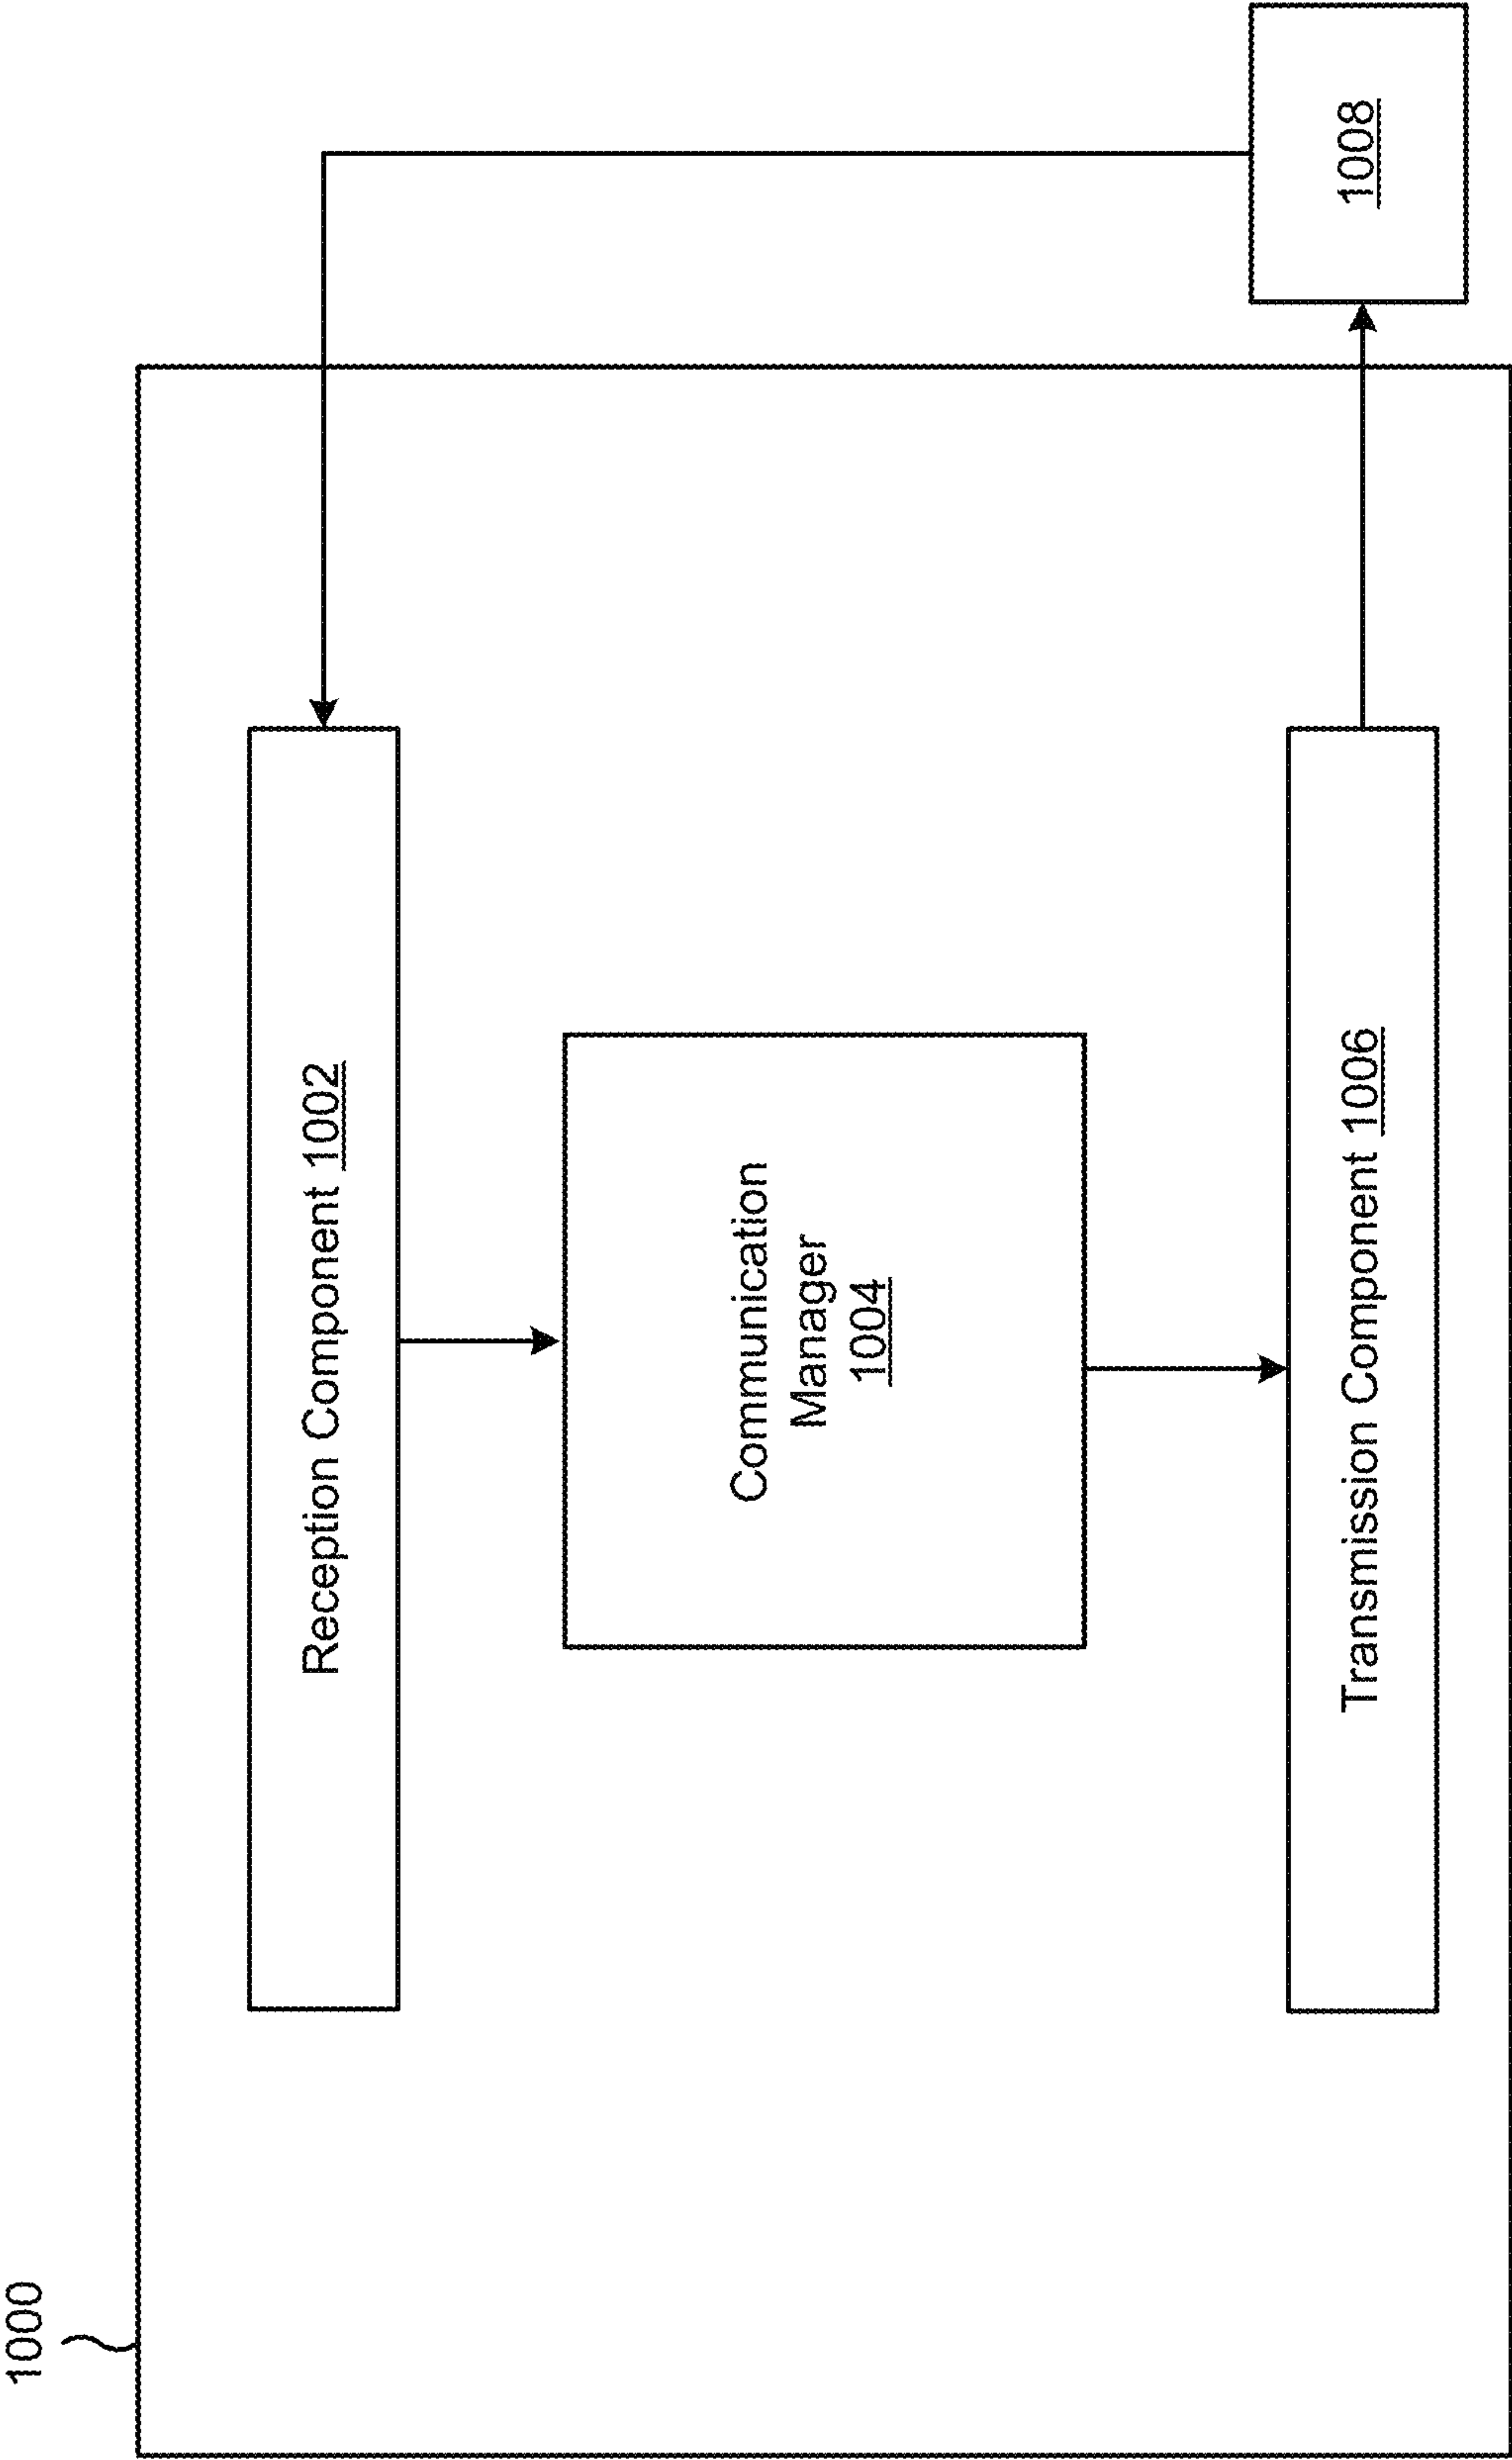 1000
Reception Component 1002
Communication
Manager
1004
Transmission Component 1006
1008